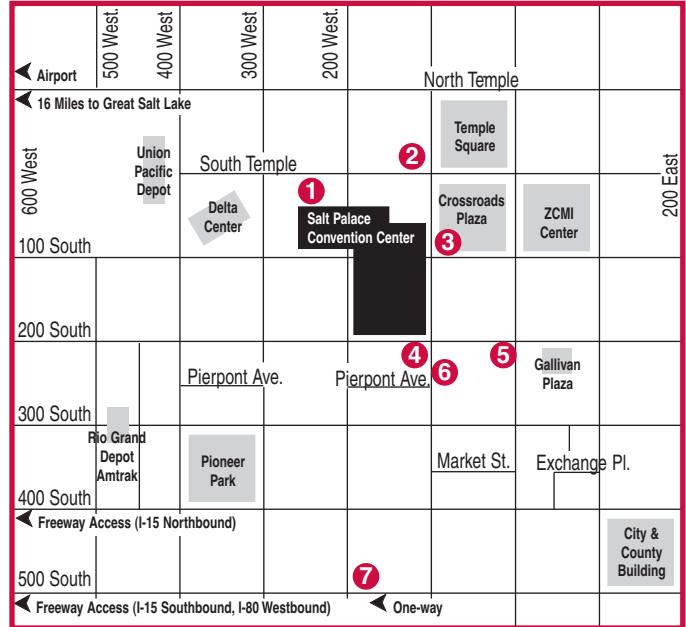 500 West.
400 West.
300 West.
200 West.
Airport
North Temple
16 Miles to Great Salt Lake
600 West
Union
Pacific
Depot
South Temple
2
Temple
Square
200 East
1
Delta
Center
Salt Palace
Convention Center
Crossroads
Plaza
3
ZCMI
Center
100 South
200 South
4
5
6
Gallivan
Plaza
Pierpont Ave.
Pierpont Ave.
300 South
Rio Grand
Depot
Amtrak
Pioneer
Park
Market St.
Exchange Pl.
400 South
Freeway Access (I-15 Northbound)
City &
County
Building
500 South
7
Freeway Access (I-15 Southbound, I-80 Westbound)
One-way